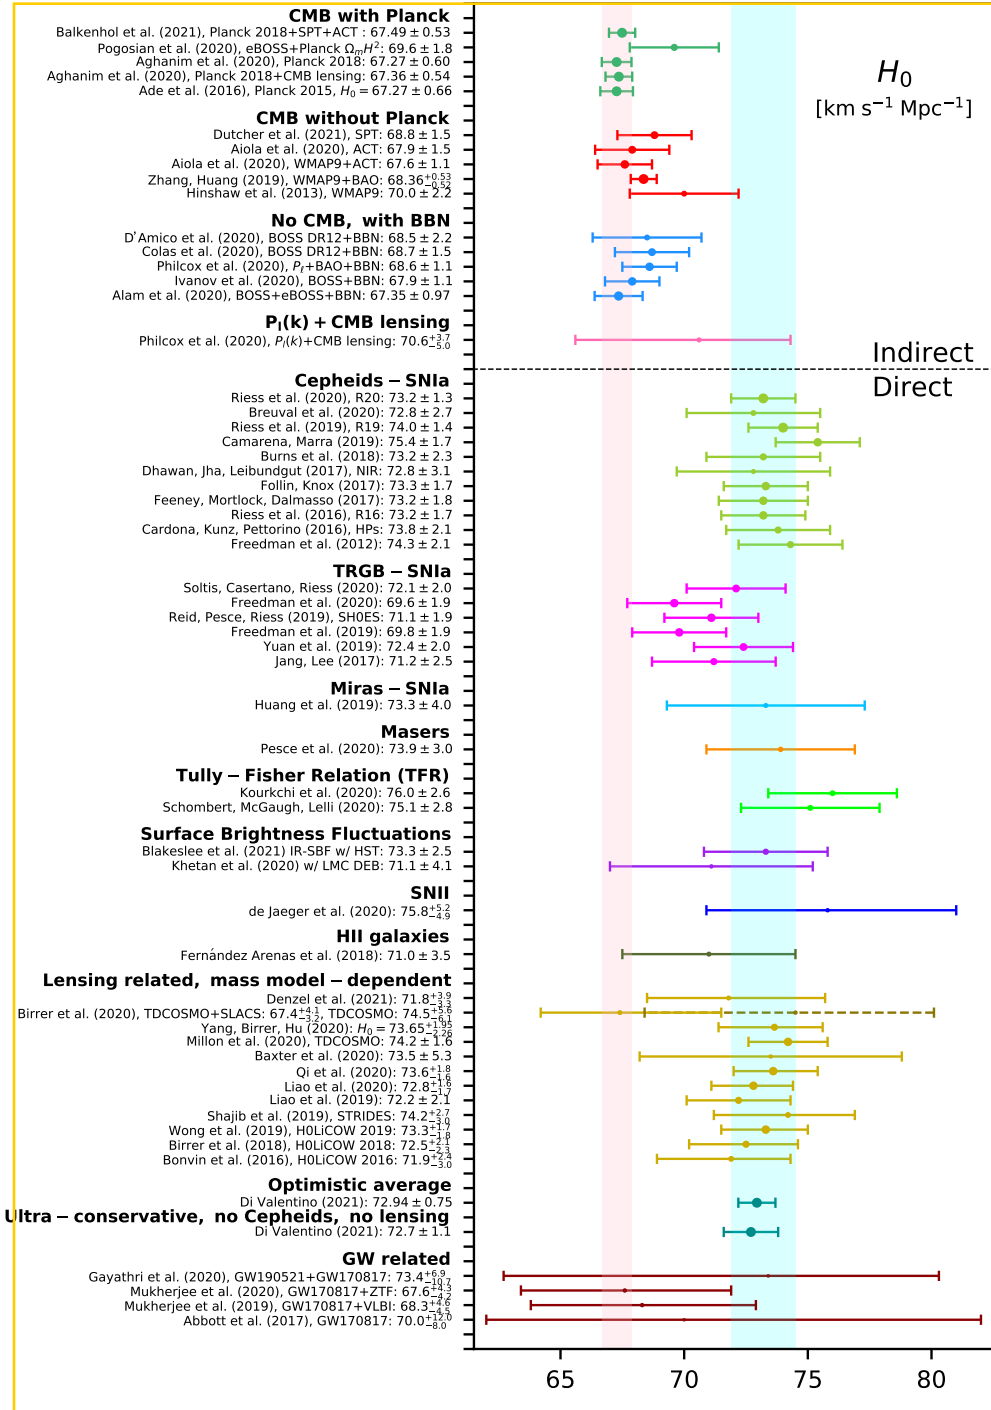 CMB with Planck
Balkenhol et al. (2021), Planck 2018+SPT+ACT : 67.49 ± 0.53
Pogosian et al. (2020), eBOSS+Planck Ω_mH²: 69.6 ± 1.8
Aghanim et al. (2020), Planck 2018: 67.27 ± 0.60
Aghanim et al. (2020), Planck 2018+CMB lensing: 67.36 ± 0.54
Ade et al. (2016), Planck 2015, H₀ = 67.27 ± 0.66
H₀
[km s⁻¹ Mpc⁻¹]
CMB without Planck
Dutcher et al. (2021), SPT: 68.8 ± 1.5
Aiola et al. (2020), ACT: 67.9 ± 1.5
Aiola et al. (2020), WMAP9+ACT: 67.6 ± 1.1
Zhang, Huang (2019), WMAP9+BAO: 68.36^{+0.53}_{−0.52}
Hinshaw et al. (2013), WMAP9: 70.0 ± 2.2
No CMB, with BBN
D'Amico et al. (2020), BOSS DR12+BBN: 68.5 ± 2.2
Colas et al. (2020), BOSS DR12+BBN: 68.7 ± 1.5
Philcox et al. (2020), P_ℓ+BAO+BBN: 68.6 ± 1.1
Ivanov et al. (2020), BOSS+BBN: 67.9 ± 1.1
Alam et al. (2020), BOSS+eBOSS+BBN: 67.35 ± 0.97
P_l(k) + CMB lensing
Philcox et al. (2020), P_l(k)+CMB lensing: 70.6^{+3.7}_{−5.0}
Indirect
Direct
Cepheids − SNIa
Riess et al. (2020), R20: 73.2 ± 1.3
Breuval et al. (2020): 72.8 ± 2.7
Riess et al. (2019), R19: 74.0 ± 1.4
Camarena, Marra (2019): 75.4 ± 1.7
Burns et al. (2018): 73.2 ± 2.3
Dhawan, Jha, Leibundgut (2017), NIR: 72.8 ± 3.1
Follin, Knox (2017): 73.3 ± 1.7
Feeney, Mortlock, Dalmasso (2017): 73.2 ± 1.8
Riess et al. (2016), R16: 73.2 ± 1.7
Cardona, Kunz, Pettorino (2016), HPs: 73.8 ± 2.1
Freedman et al. (2012): 74.3 ± 2.1
TRGB − SNIa
Soltis, Casertano, Riess (2020): 72.1 ± 2.0
Freedman et al. (2020): 69.6 ± 1.9
Reid, Pesce, Riess (2019), SH0ES: 71.1 ± 1.9
Freedman et al. (2019): 69.8 ± 1.9
Yuan et al. (2019): 72.4 ± 2.0
Jang, Lee (2017): 71.2 ± 2.5
Miras − SNIa
Huang et al. (2019): 73.3 ± 4.0
Masers
Pesce et al. (2020): 73.9 ± 3.0
Tully − Fisher Relation (TFR)
Kourkchi et al. (2020): 76.0 ± 2.6
Schombert, McGaugh, Lelli (2020): 75.1 ± 2.8
Surface Brightness Fluctuations
Blakeslee et al. (2021) IR-SBF w/ HST: 73.3 ± 2.5
Khetan et al. (2020) w/ LMC DEB: 71.1 ± 4.1
SNII
de Jaeger et al. (2020): 75.8^{+5.2}_{−4.9}
HII galaxies
Fernández Arenas et al. (2018): 71.0 ± 3.5
Lensing related, mass model − dependent
Denzel et al. (2021): 71.8^{+3.9}_{−3.3}
Birrer et al. (2020), TDCOSMO+SLACS: 67.4^{+4.1}_{−3.2}, TDCOSMO: 74.5^{+5.6}_{−6.1}
Yang, Birrer, Hu (2020): H₀ = 73.65^{+1.95}_{−2.26}
Millon et al. (2020), TDCOSMO: 74.2 ± 1.6
Baxter et al. (2020): 73.5 ± 5.3
Qi et al. (2020): 73.6^{+1.8}_{−1.6}
Liao et al. (2020): 72.8^{+1.6}_{−1.7}
Liao et al. (2019): 72.2 ± 2.1
Shajib et al. (2019), STRIDES: 74.2^{+2.7}_{−3.0}
Wong et al. (2019), H0LiCOW 2019: 73.3^{+1.7}_{−1.8}
Birrer et al. (2018), H0LiCOW 2018: 72.5^{+2.1}_{−2.3}
Bonvin et al. (2016), H0LiCOW 2016: 71.9^{+2.4}_{−3.0}
Optimistic average
Di Valentino (2021): 72.94 ± 0.75
Ultra − conservative, no Cepheids, no lensing
Di Valentino (2021): 72.7 ± 1.1
GW related
Gayathri et al. (2020), GW190521+GW170817: 73.4^{+6.9}_{−10.7}
Mukherjee et al. (2020), GW170817+ZTF: 67.6^{+4.3}_{−4.2}
Mukherjee et al. (2019), GW170817+VLBI: 68.3^{+4.6}_{−4.5}
Abbott et al. (2017), GW170817: 70.0^{+12.0}_{−8.0}
65 70 75 80